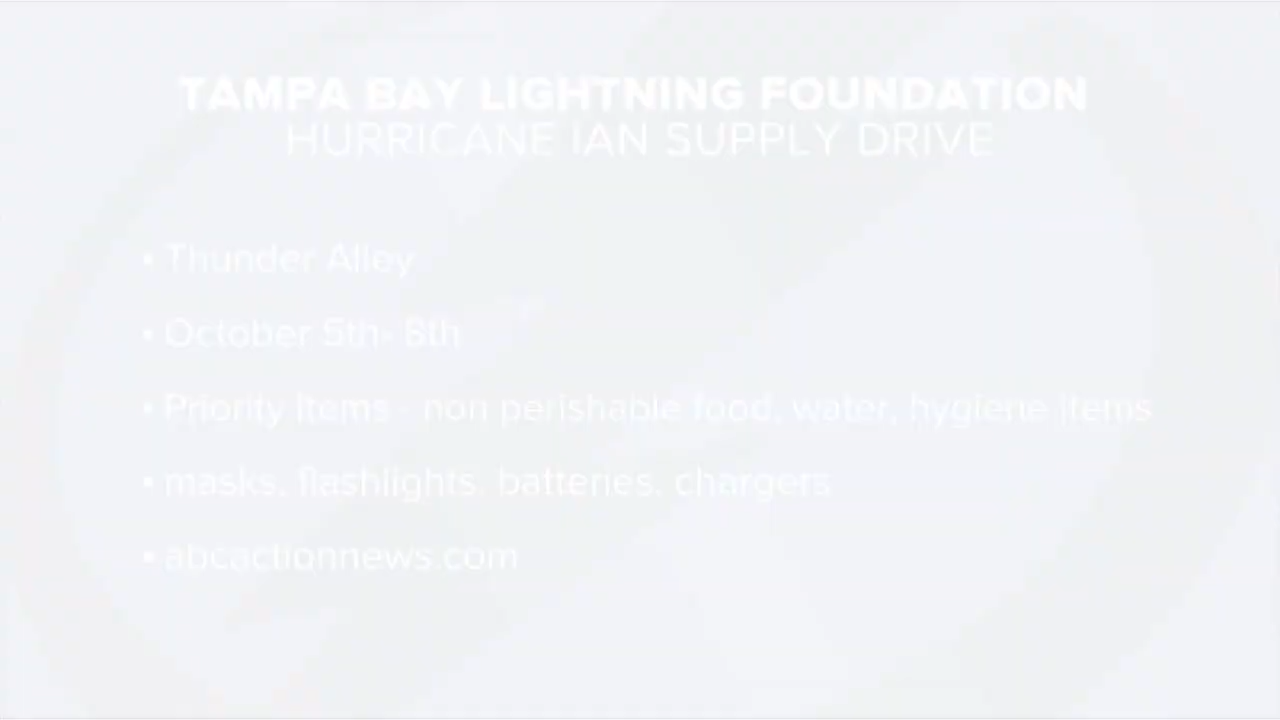 TAMPA BAY LIGHTNING FOUNDATION
HURRICANE IAN SUPPLY DRIVE
• Thunder Alley
• October 5th- 8th
• Priority Items - non perishable food, water, hygiene items
• masks, flashlights, batteries, chargers
• abcactionnews.com